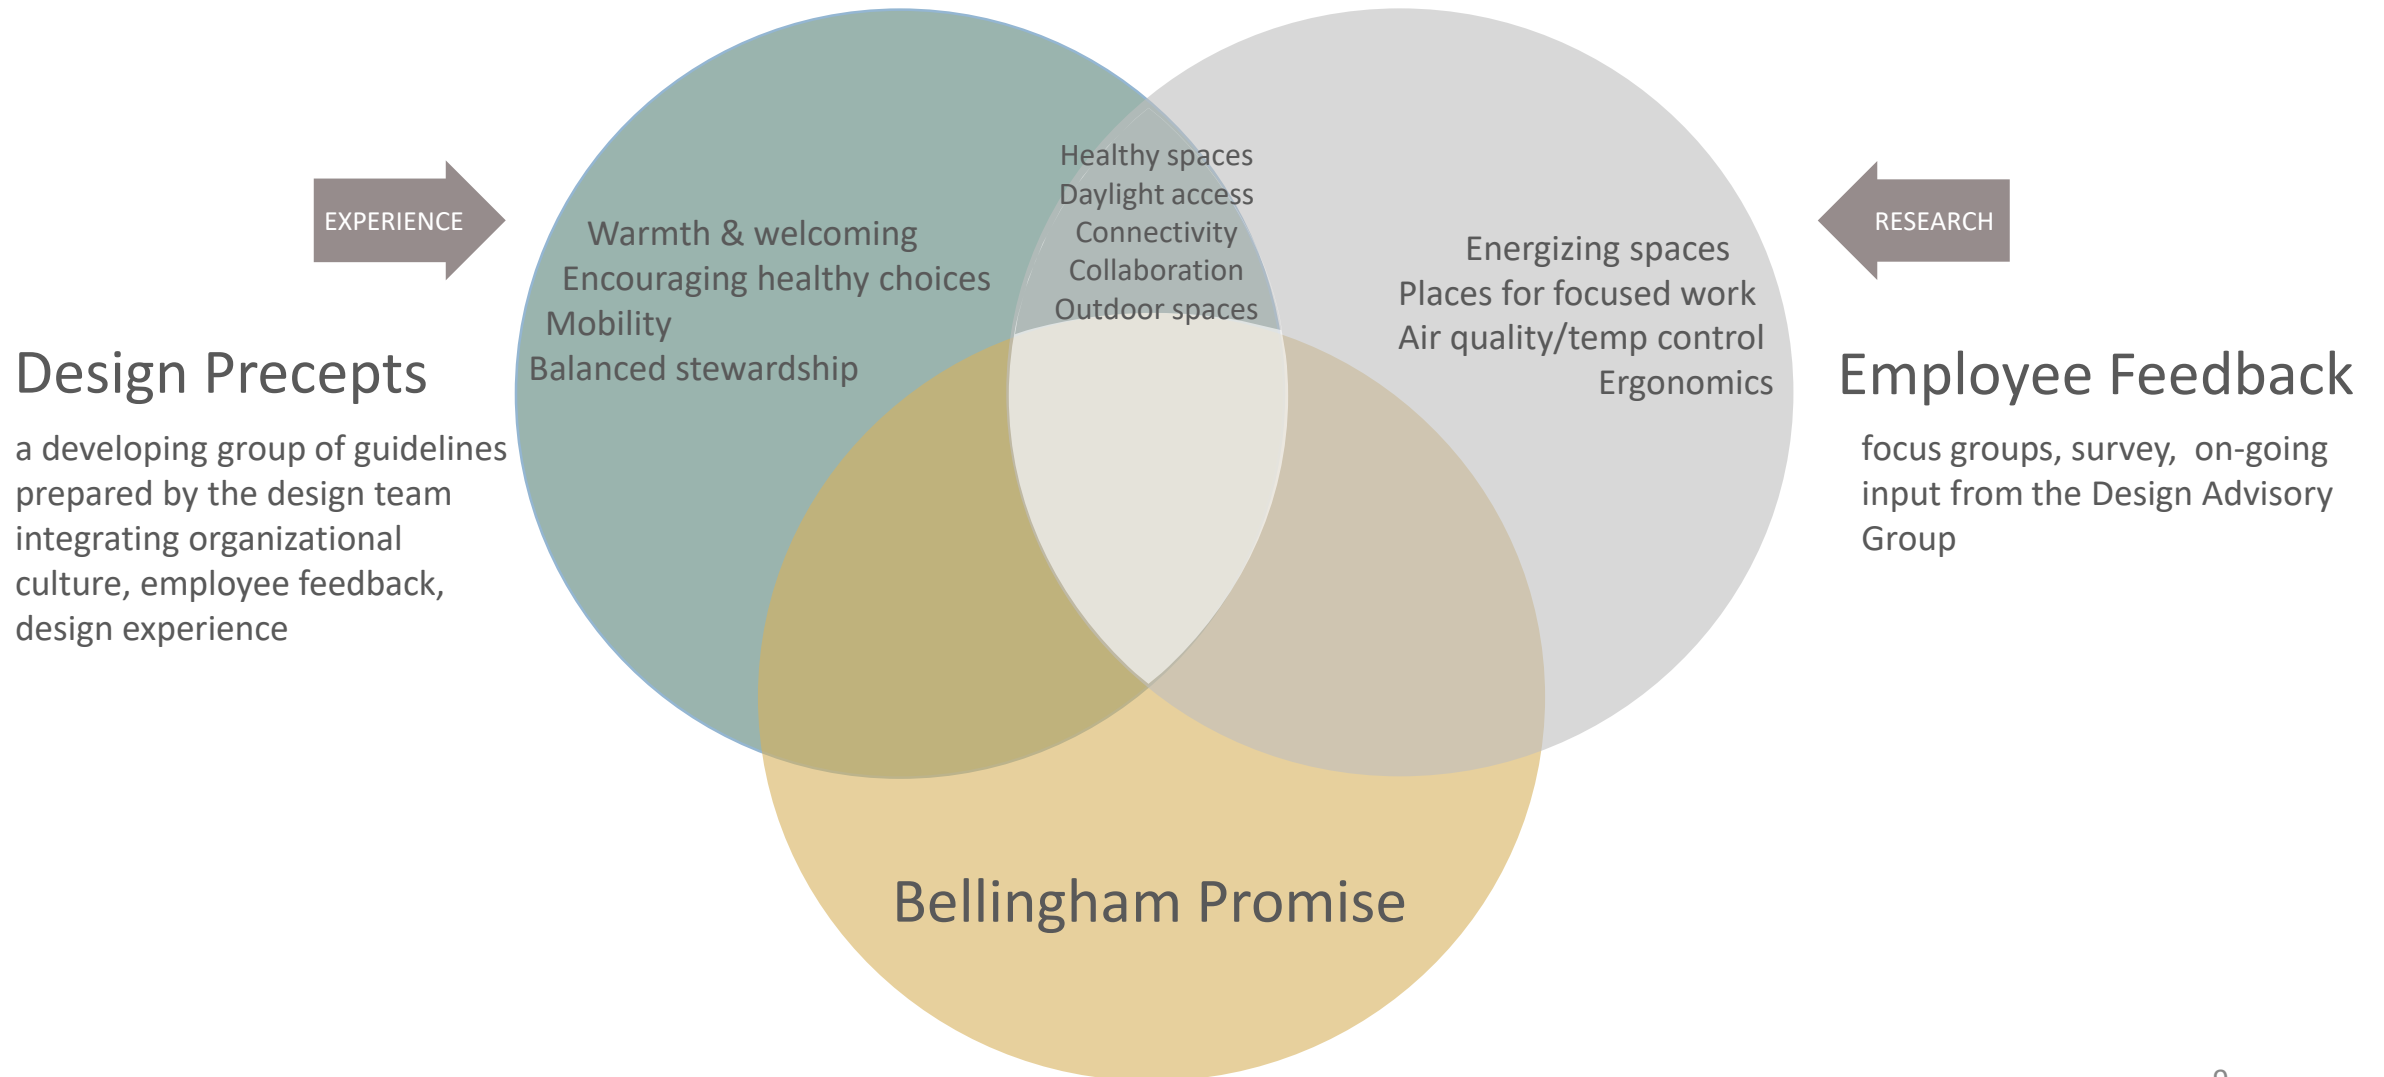 EXPERIENCE
Design Precepts
a developing group of guidelines
prepared by the design team
integrating organizational
culture, employee feedback,
design experience
Warmth & welcoming
Encouraging healthy choices
Mobility
Balanced stewardship
Healthy spaces
Daylight access
Connectivity
Collaboration
Outdoor spaces
Energizing spaces
Places for focused work
Air quality/temp control
Ergonomics
RESEARCH
Employee Feedback
focus groups, survey,  on-going
input from the Design Advisory
Group
Bellingham Promise